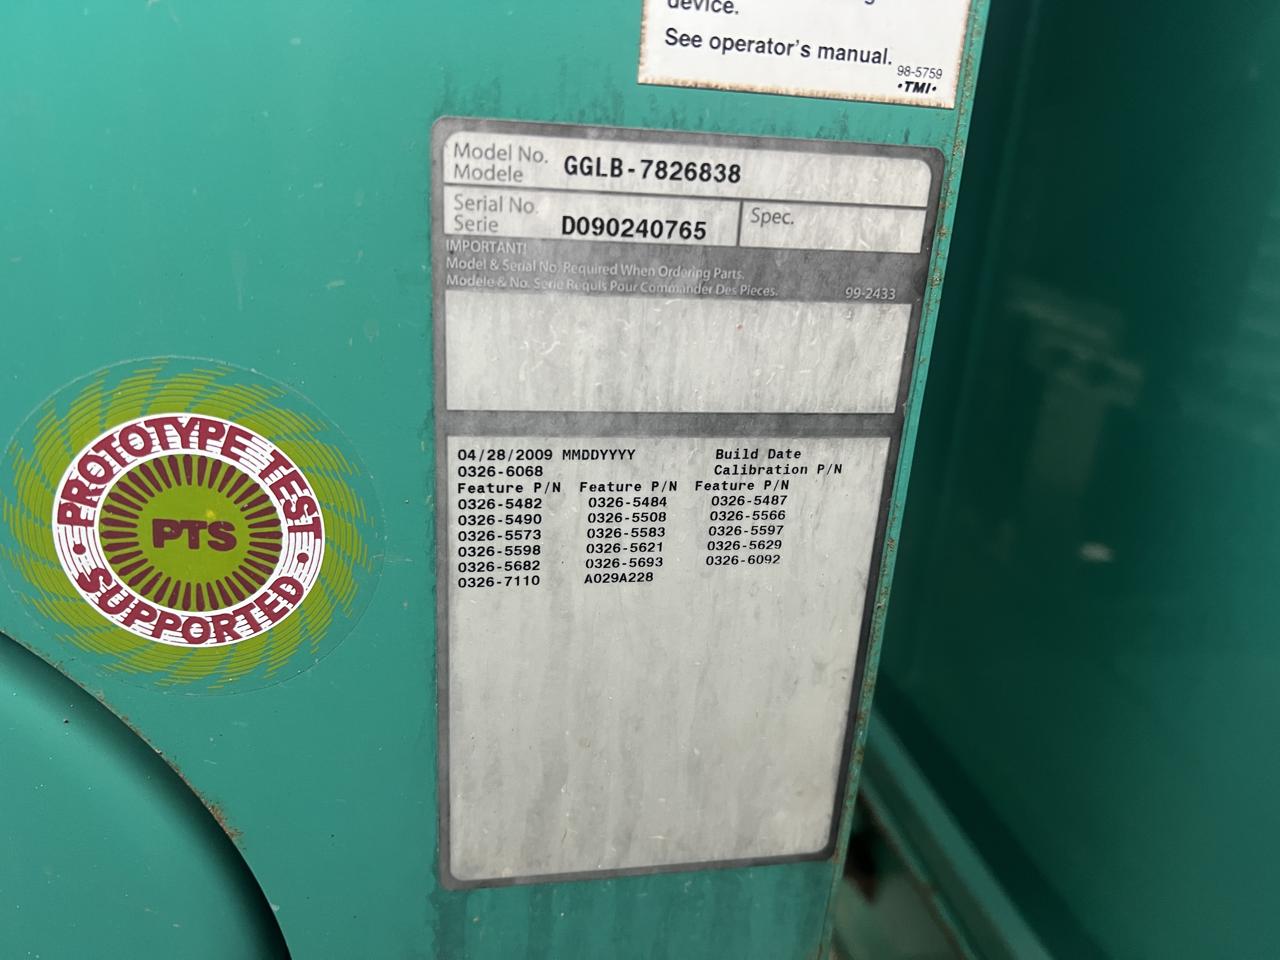 device.
See operator's manual.
98-5759
•TMI•
Model No. GGLB-7826838
Modele
Serial No. D090240765 Spec.
Serie
IMPORTANT!
Model & Serial No. Required When Ordering Parts.
Modele & No. Serie Requis Pour Commander Des Pieces. 99-2433
04/28/2009 MMDDYYYY Build Date
0326-6068 Calibration P/N
Feature P/N Feature P/N Feature P/N
0326-5482 0326-5484 0326-5487
0326-5490 0326-5508 0326-5566
0326-5573 0326-5583 0326-5597
0326-5598 0326-5621 0326-5629
0326-5682 0326-5693 0326-6092
0326-7110 A029A228
PROTOTYPE TEST
PTS
SUPPORTED